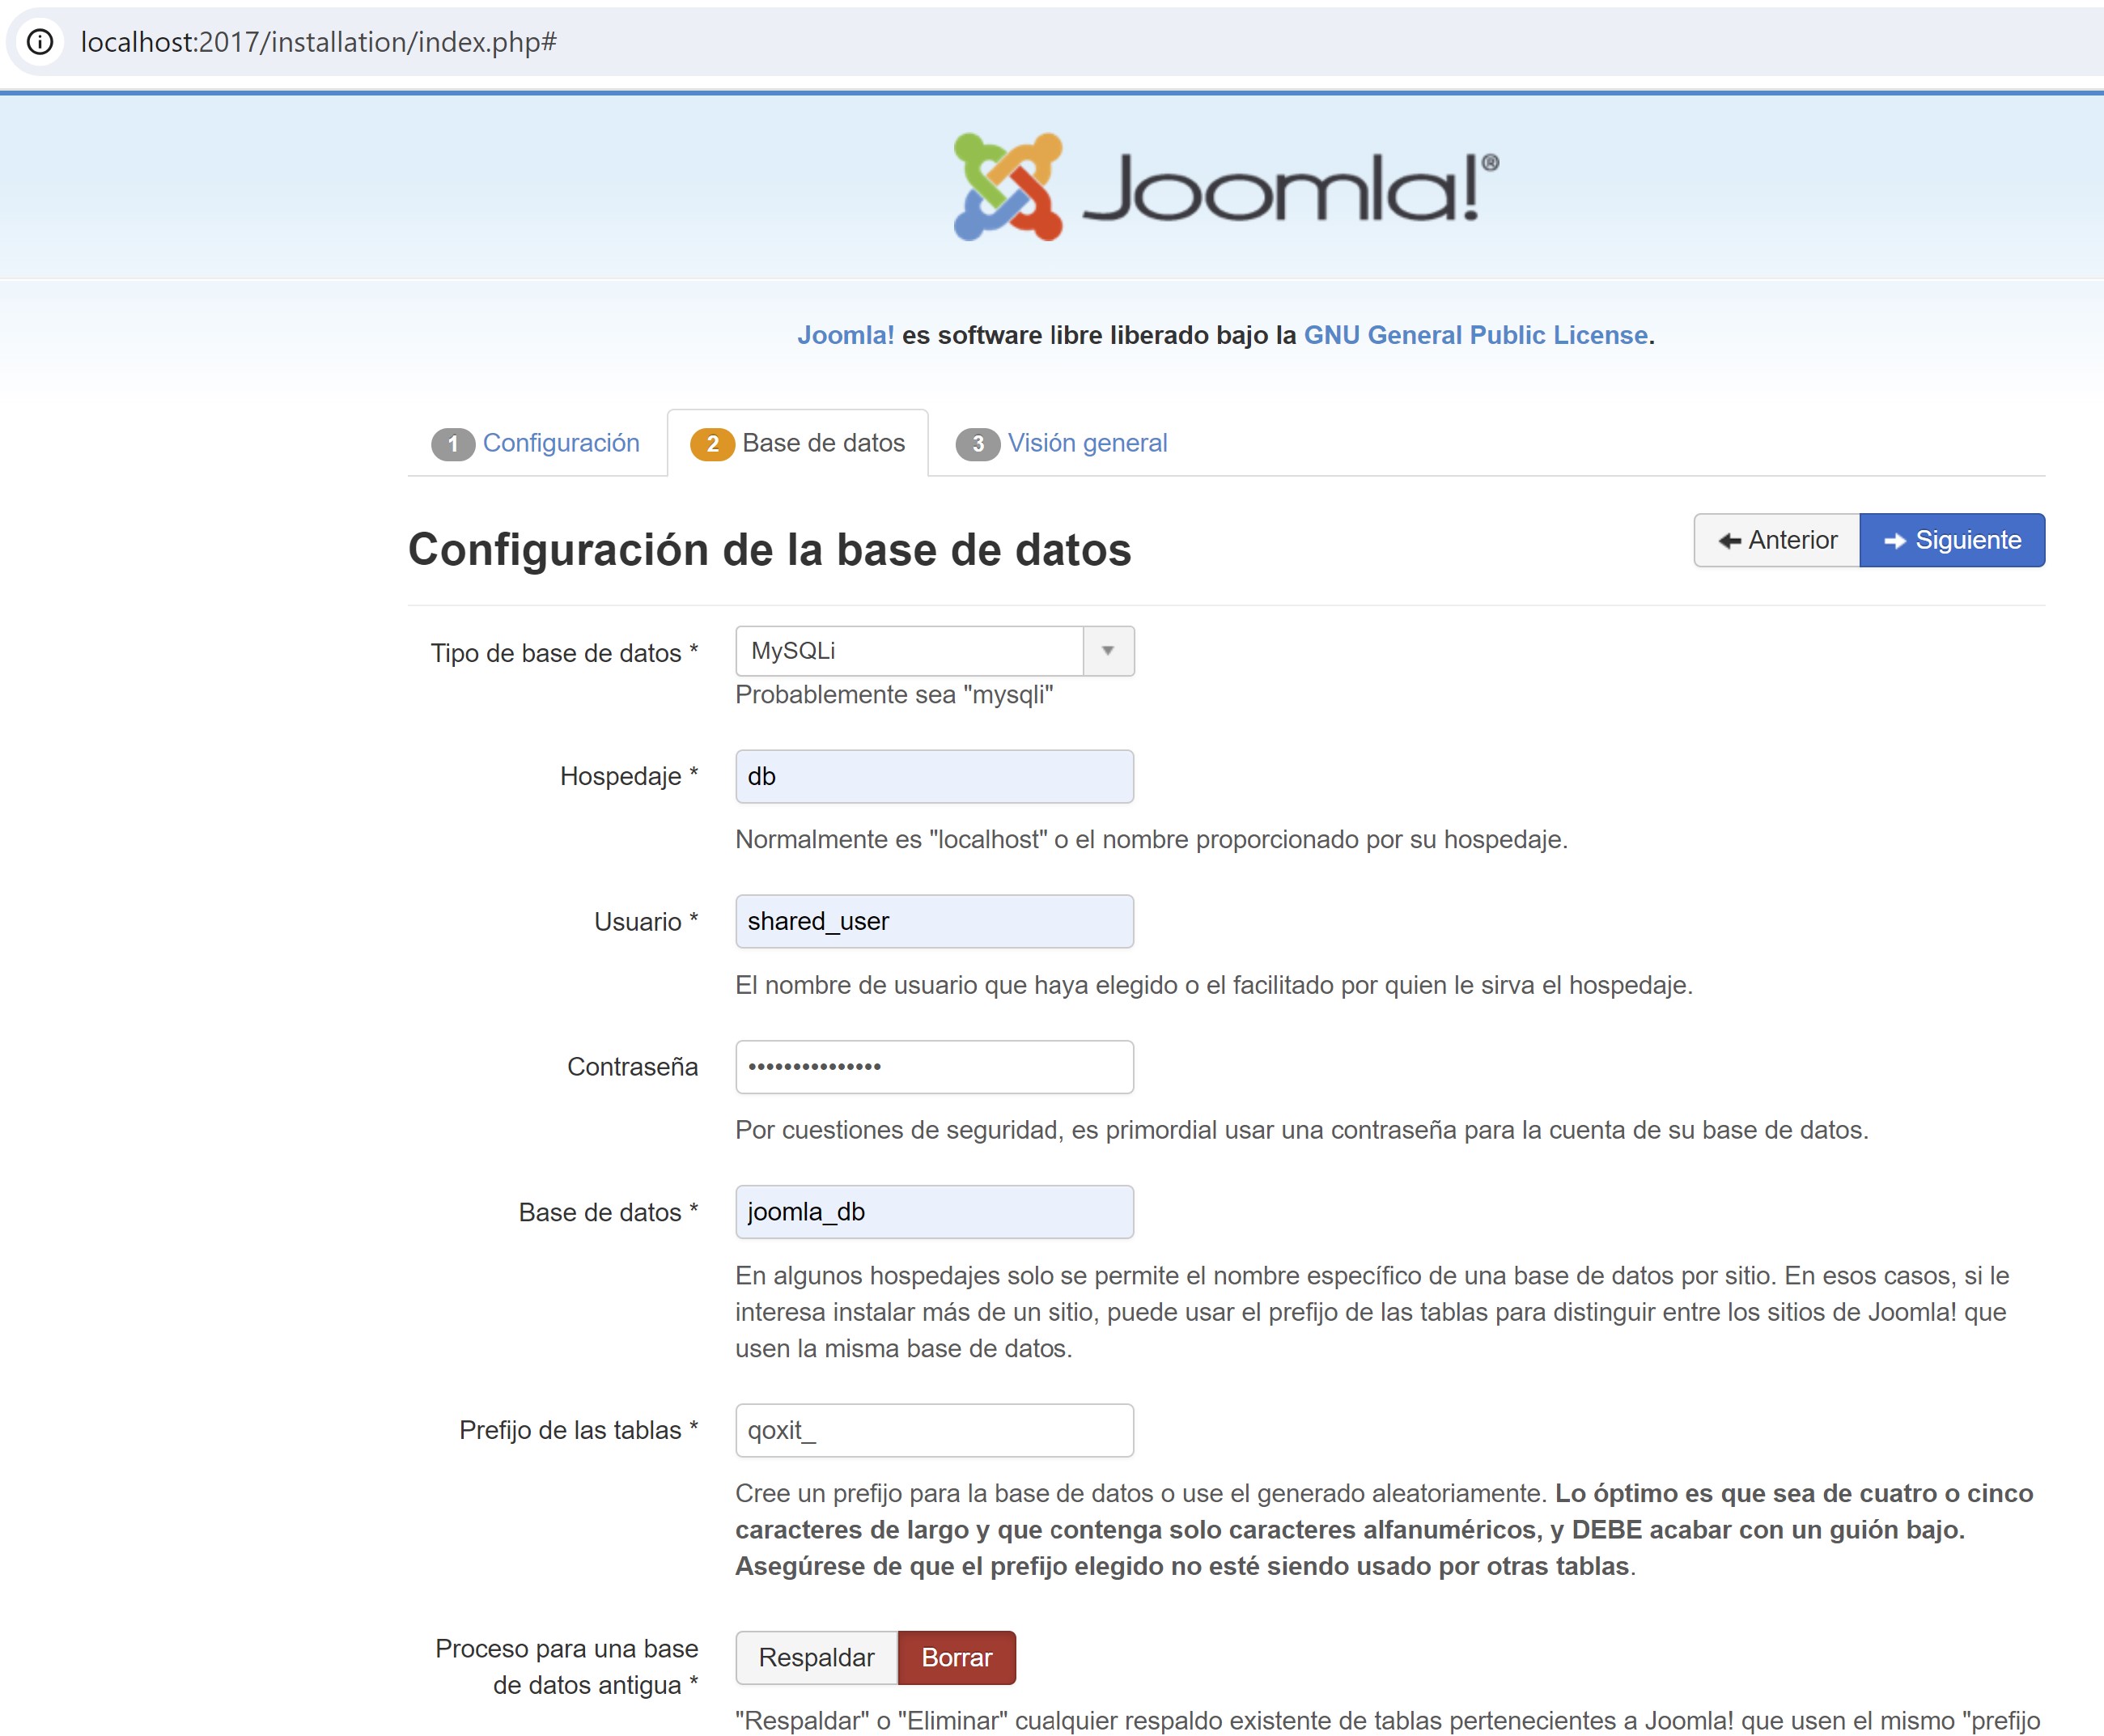 localhost:2017/installation/index.php#
Joomla!®
Joomla! es software libre liberado bajo la GNU General Public License.
1 Configuración 2 Base de datos 3 Visión general
Configuración de la base de datos
Anterior Siguiente
Tipo de base de datos * MySQLi
Probablemente sea "mysqli"
Hospedaje * db
Normalmente es "localhost" o el nombre proporcionado por su hospedaje.
Usuario * shared_user
El nombre de usuario que haya elegido o el facilitado por quien le sirva el hospedaje.
Contraseña •••••••••••••••
Por cuestiones de seguridad, es primordial usar una contraseña para la cuenta de su base de datos.
Base de datos * joomla_db
En algunos hospedajes solo se permite el nombre específico de una base de datos por sitio. En esos casos, si le
interesa instalar más de un sitio, puede usar el prefijo de las tablas para distinguir entre los sitios de Joomla! que
usen la misma base de datos.
Prefijo de las tablas * qoxit_
Cree un prefijo para la base de datos o use el generado aleatoriamente. Lo óptimo es que sea de cuatro o cinco
caracteres de largo y que contenga solo caracteres alfanuméricos, y DEBE acabar con un guión bajo.
Asegúrese de que el prefijo elegido no esté siendo usado por otras tablas.
Proceso para una base
de datos antigua * Respaldar Borrar
"Respaldar" o "Eliminar" cualquier respaldo existente de tablas pertenecientes a Joomla! que usen el mismo "prefijo